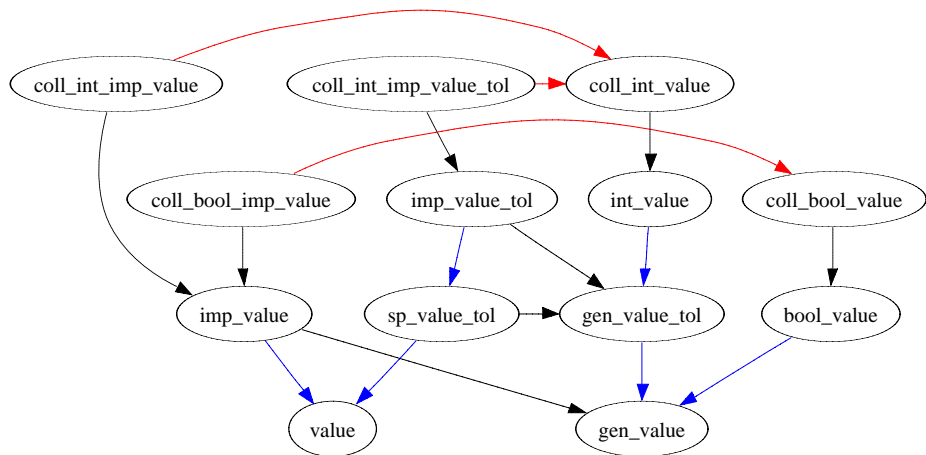 coll_int_imp_value
coll_int_imp_value_tol
coll_int_value
coll_bool_imp_value
imp_value_tol
int_value
coll_bool_value
imp_value
sp_value_tol
gen_value_tol
bool_value
value
gen_value